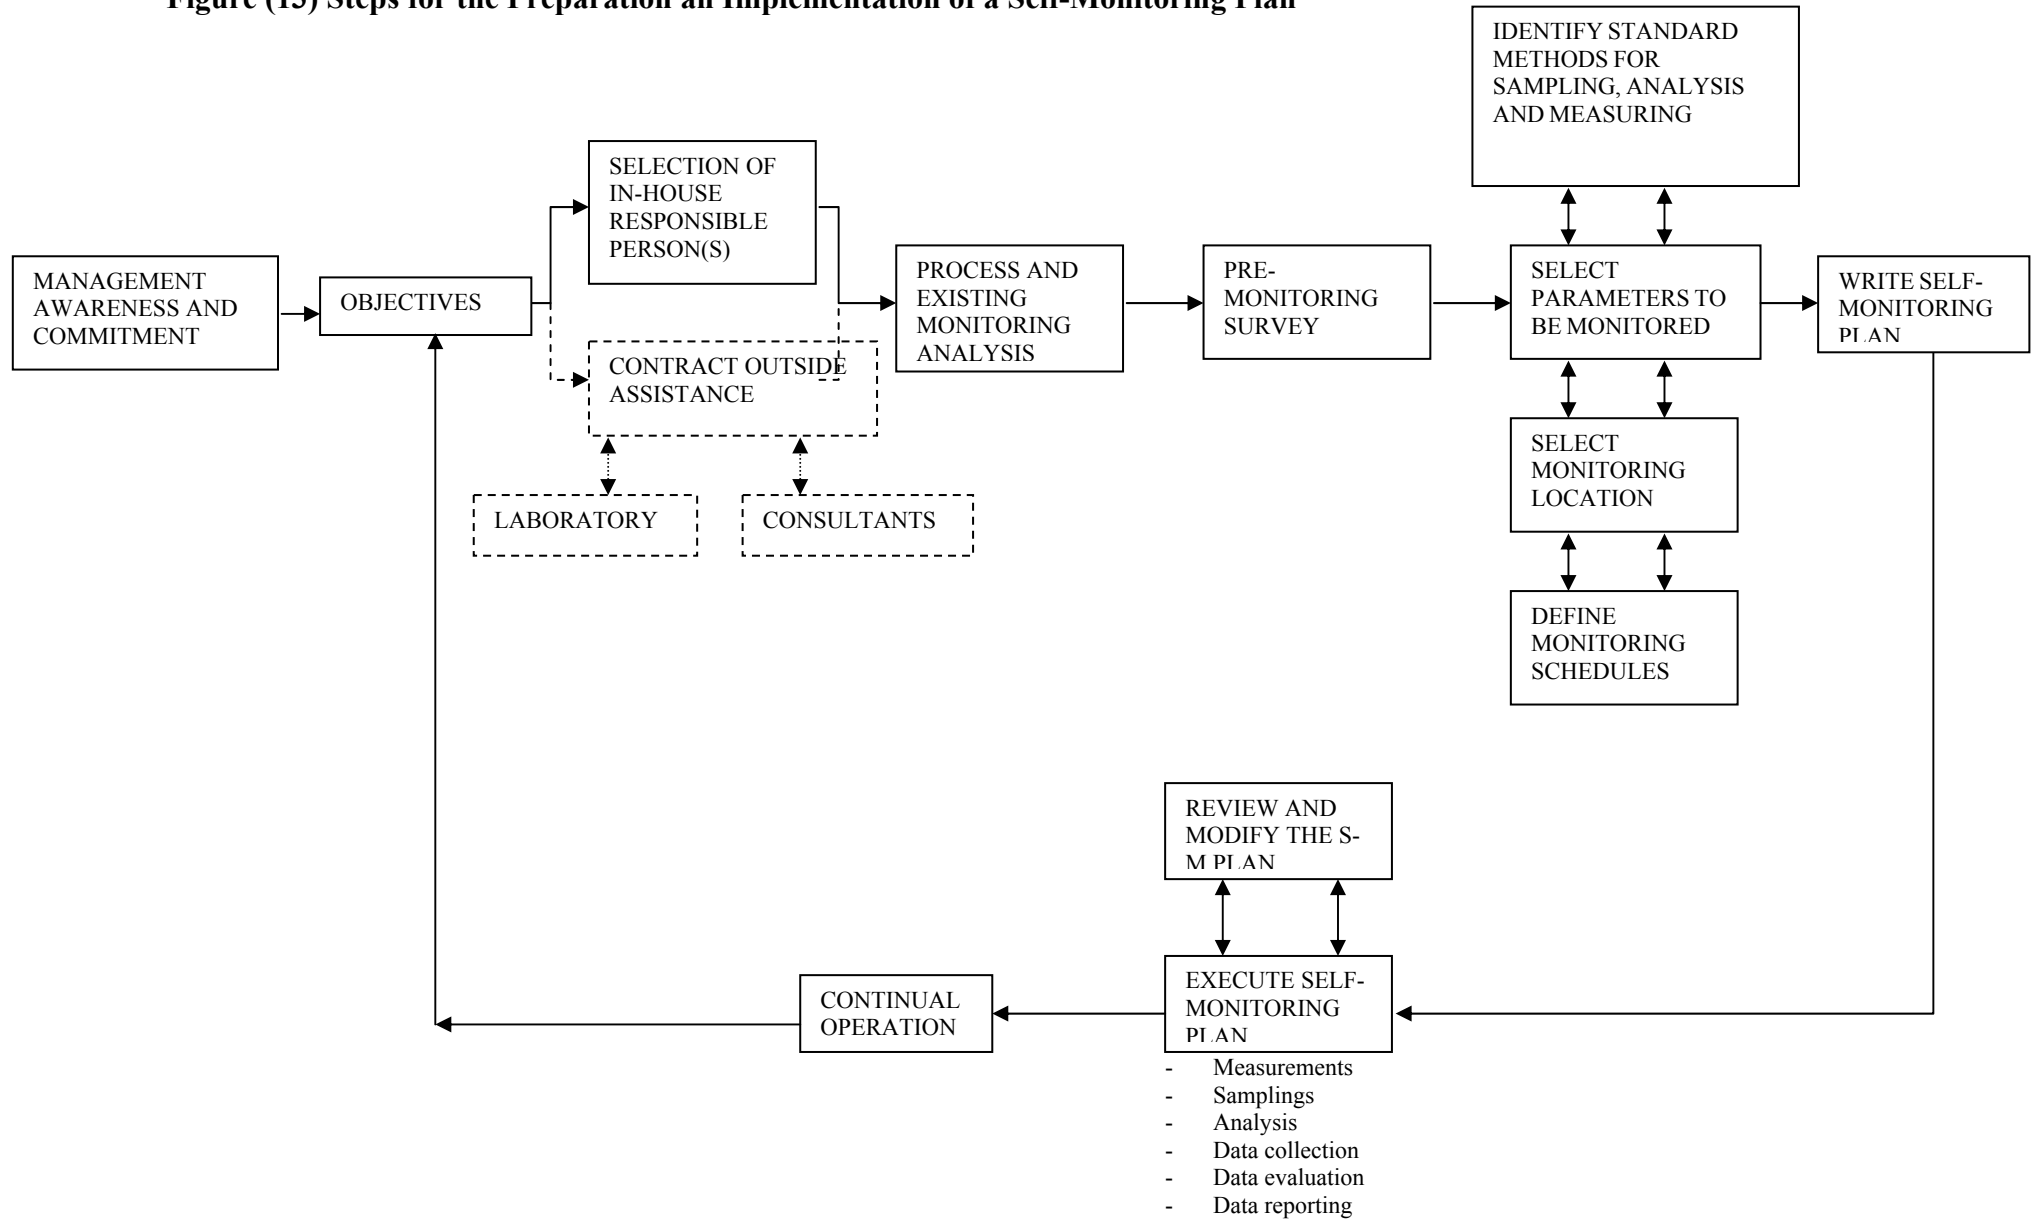 Figure (15) Steps for the Preparation an Implementation of a Self-Monitoring Plan
IDENTIFY STANDARD
METHODS FOR
SAMPLING, ANALYSIS
AND MEASURING
SELECTION OF
IN-HOUSE
RESPONSIBLE
PERSON(S)
MANAGEMENT
AWARENESS AND
COMMITMENT
OBJECTIVES
PROCESS AND
EXISTING
MONITORING
ANALYSIS
PRE-
MONITORING
SURVEY
SELECT
PARAMETERS TO
BE MONITORED
WRITE SELF-
MONITORING
PLAN
CONTRACT OUTSIDE
ASSISTANCE
LABORATORY
CONSULTANTS
SELECT
MONITORING
LOCATION
DEFINE
MONITORING
SCHEDULES
REVIEW AND
MODIFY THE S-
M PLAN
EXECUTE SELF-
MONITORING
PLAN
CONTINUAL
OPERATION
- Measurements
- Samplings
- Analysis
- Data collection
- Data evaluation
- Data reporting